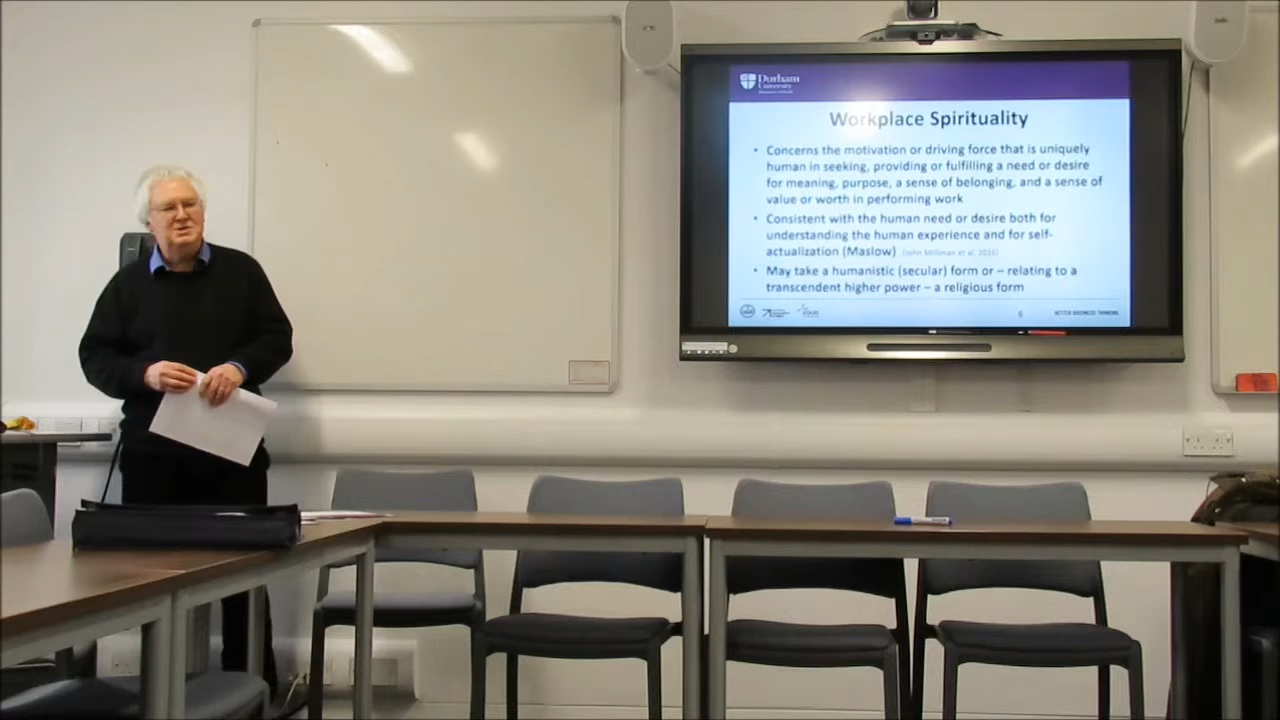 Durham
University
Business School
Workplace Spirituality
• Concerns the motivation or driving force that is uniquely
human in seeking, providing or fulfilling a need or desire
for meaning, purpose, a sense of belonging, and a sense of
value or worth in performing work
• Consistent with the human need or desire both for
understanding the human experience and for self-
actualization (Maslow)
• May take a humanistic (secular) form or – relating to a
transcendent higher power – a religious form
6
BETTER BUSINESS THINKING